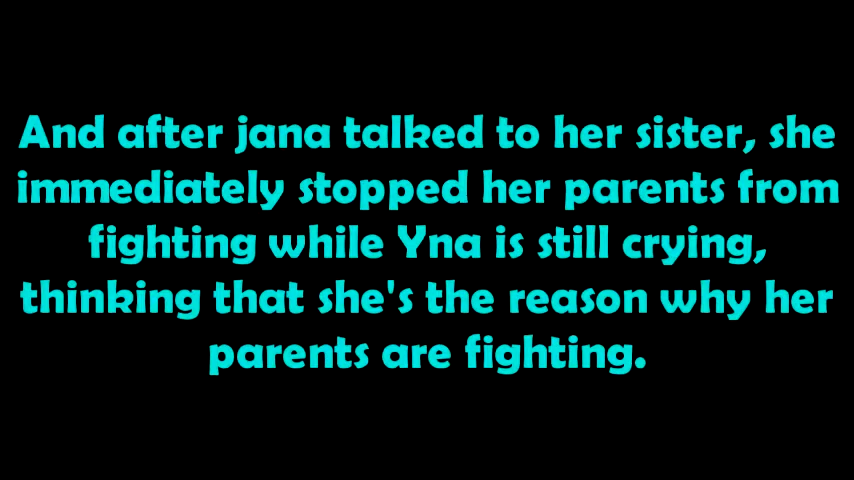 And after jana talked to her sister, she
immediately stopped her parents from
fighting while Yna is still crying,
thinking that she's the reason why her
parents are fighting.